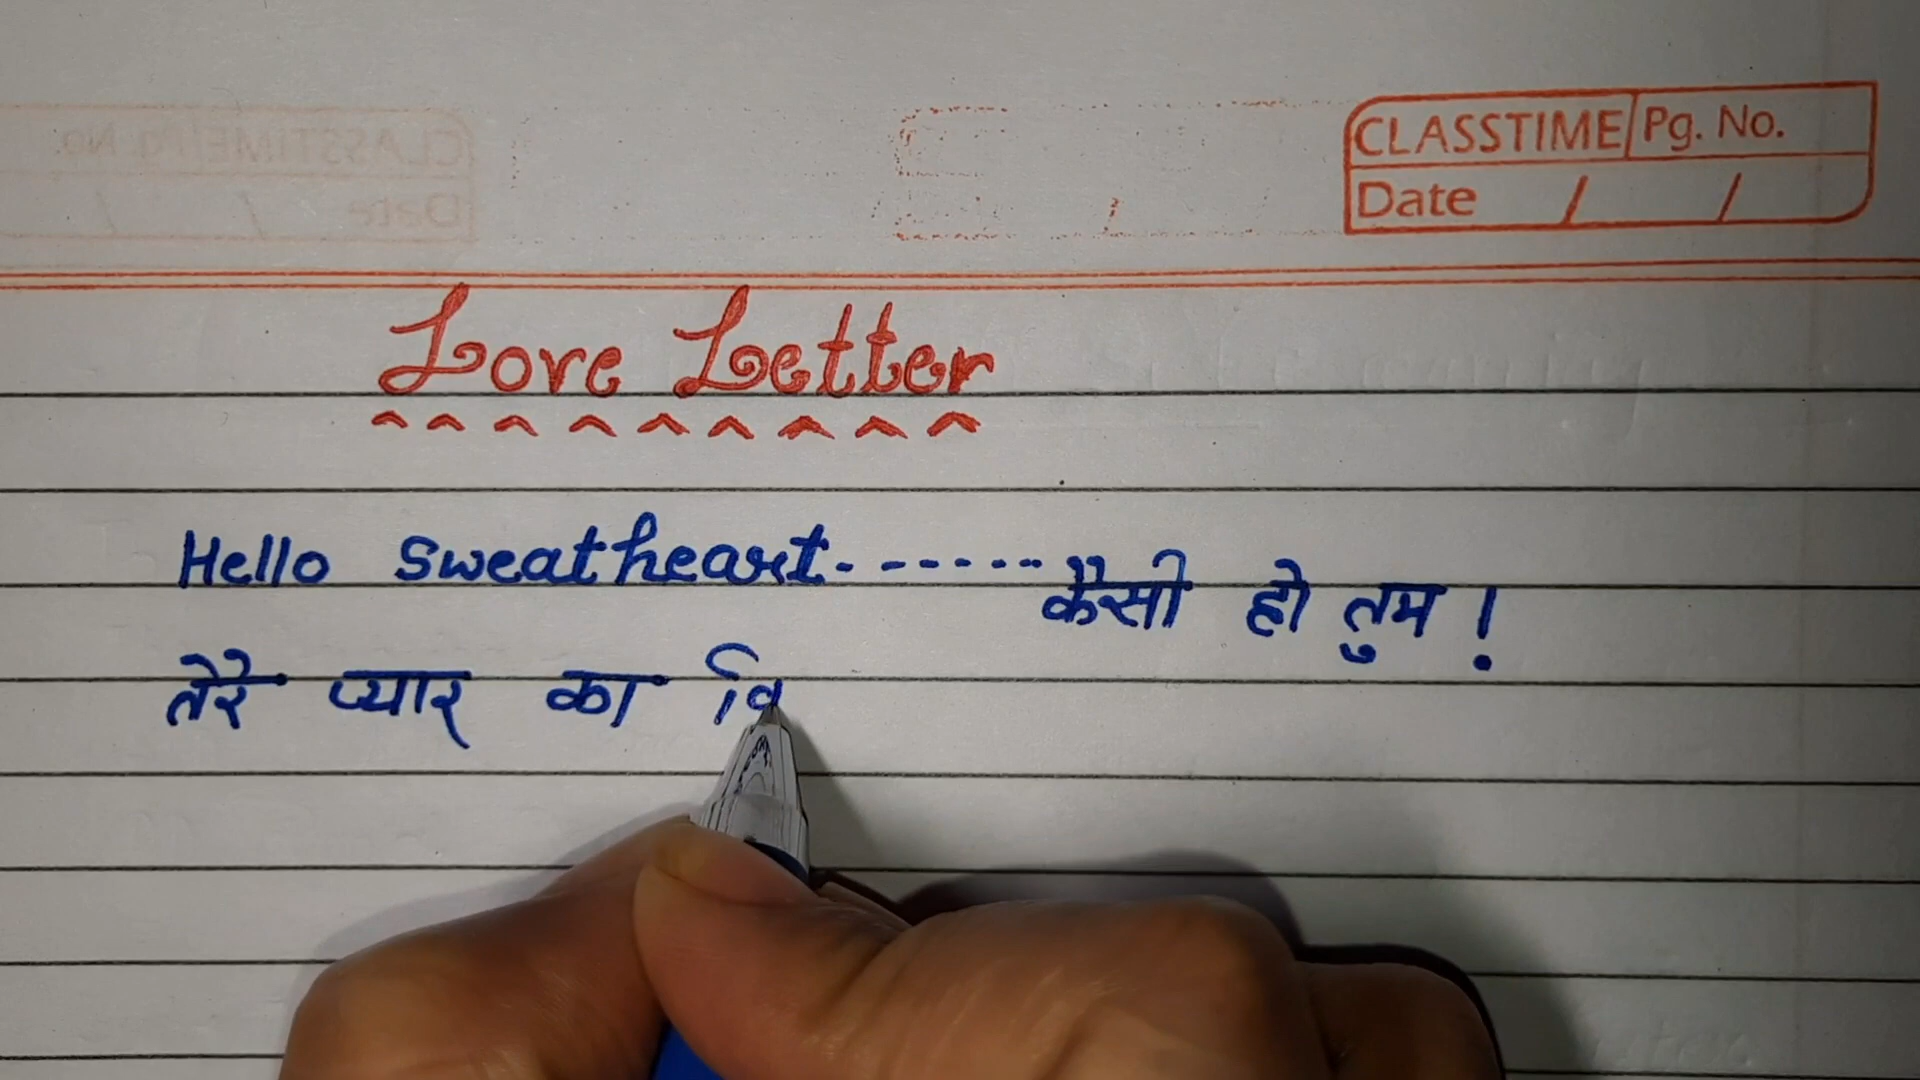 CLASSTIME Pg. No.
Date / /
Love Letter
Hello sweatheart.------कैसी हो तुम !
तेरे प्यार का